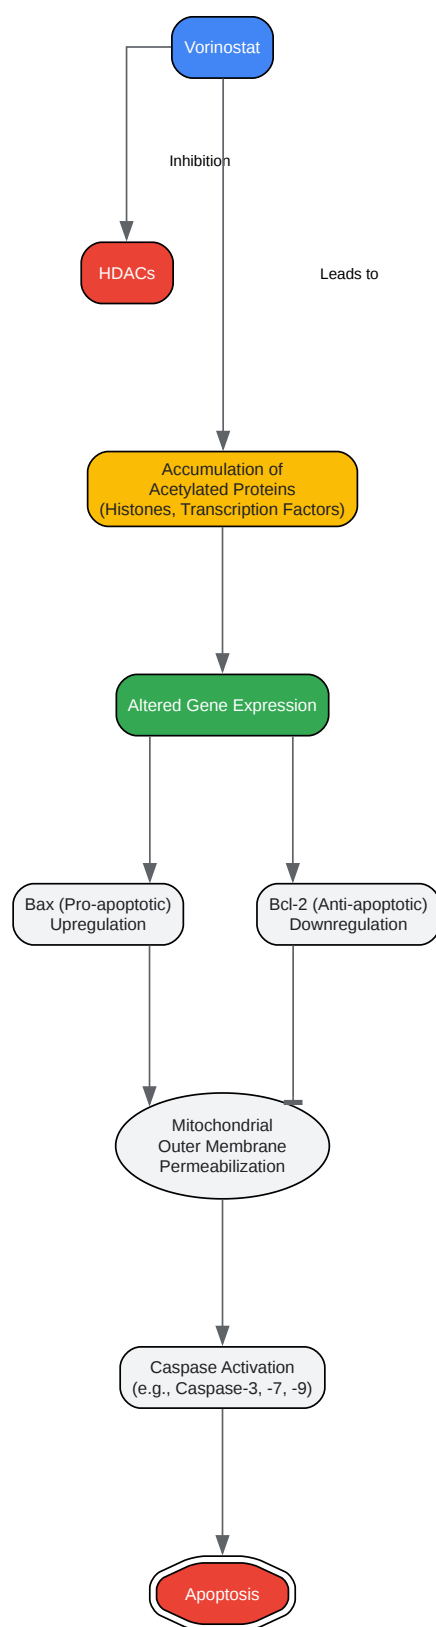 Vorinostat
Inhibition
HDACs
Leads to
Accumulation of
Acetylated Proteins
(Histones, Transcription Factors)
Altered Gene Expression
Bax (Pro-apoptotic)
Upregulation
Bcl-2 (Anti-apoptotic)
Downregulation
Mitochondrial
Outer Membrane
Permeabilization
Caspase Activation
(e.g., Caspase-3, -7, -9)
Apoptosis